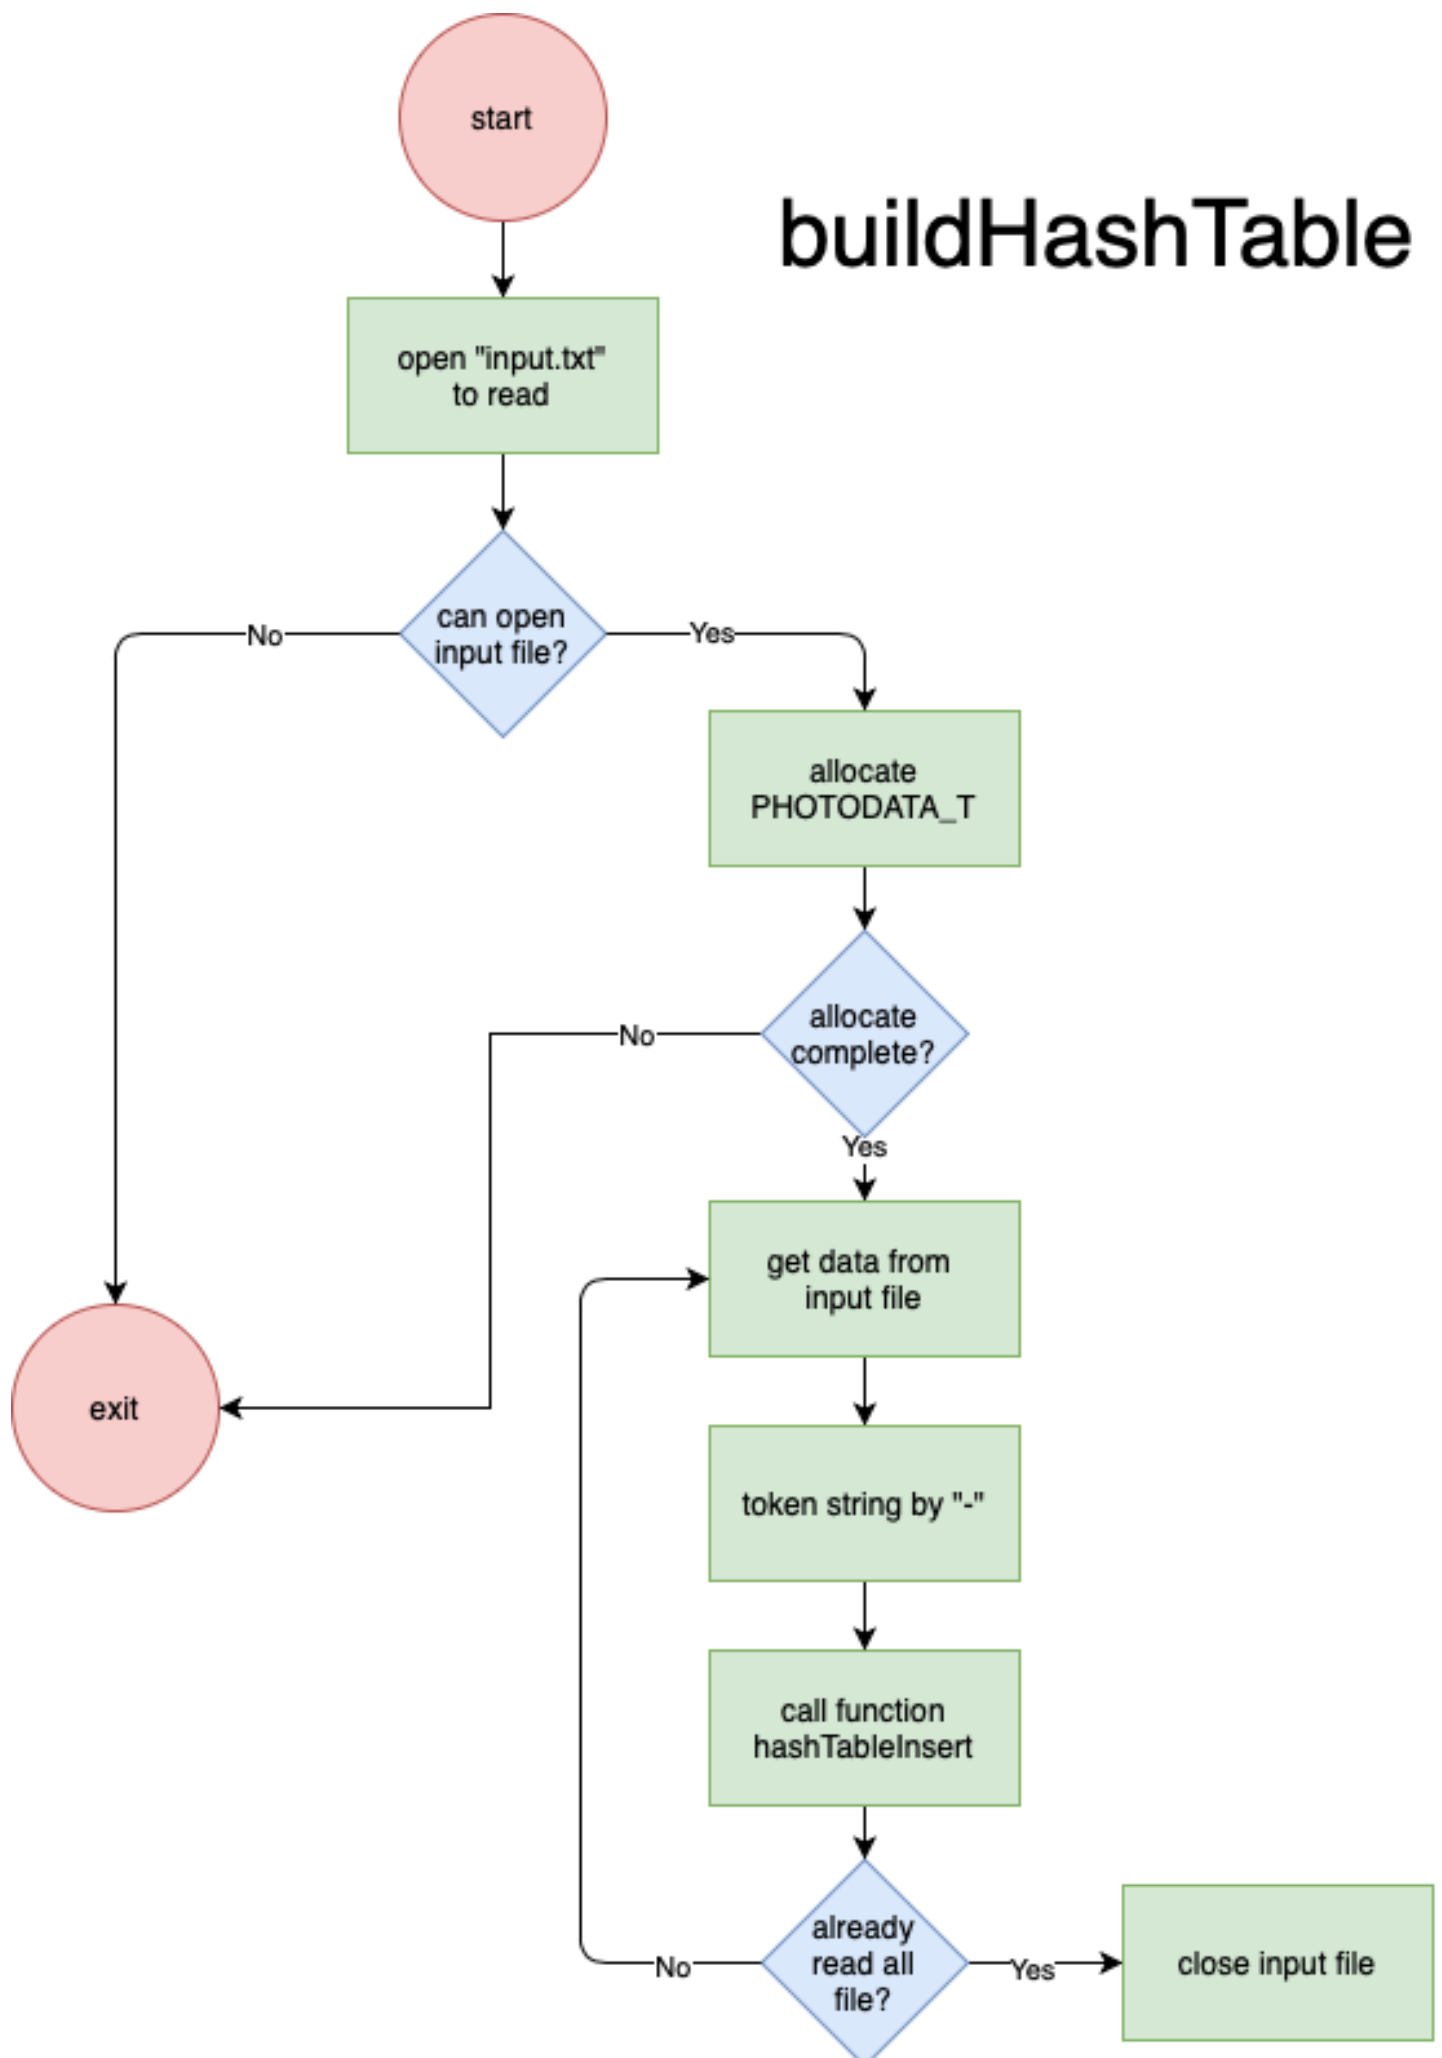 start
buildHashTable
open "input.txt"
to read
can open
input file?
No
Yes
allocate
PHOTODATA_T
allocate
complete?
No
Yes
get data from
input file
exit
token string by "-"
call function
hashTableInsert
already
read all
file?
No
Yes
close input file